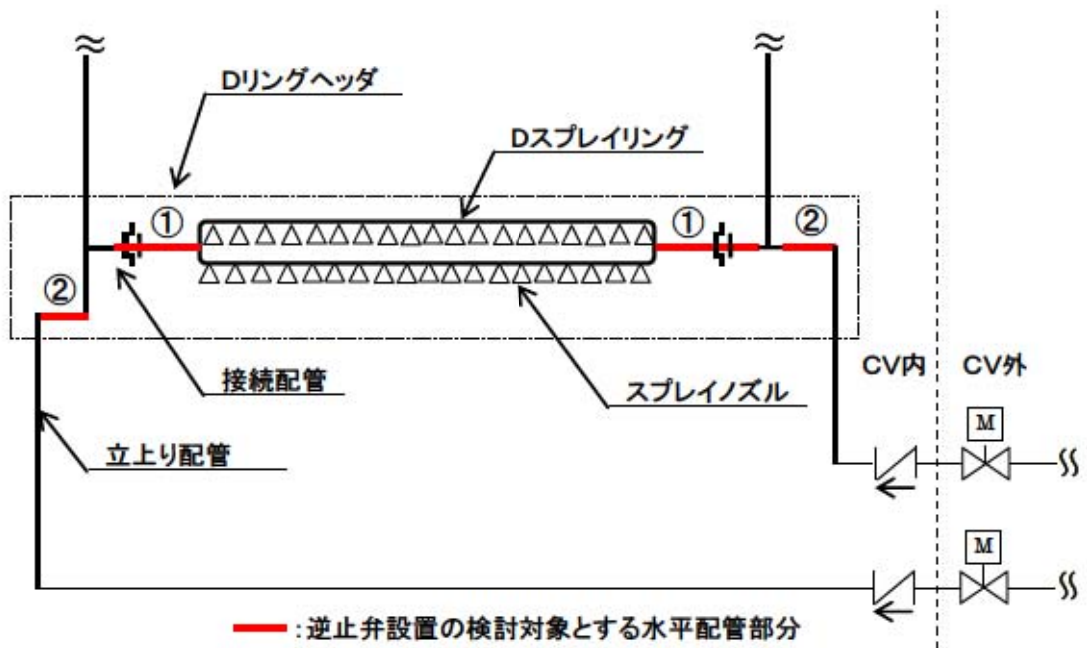 Dリングヘッダ
Dスプレイリング
① ① ②
②
接続配管
スプレイノズル
CV内 CV外
立上り配管
M
M
:逆止弁設置の検討対象とする水平配管部分